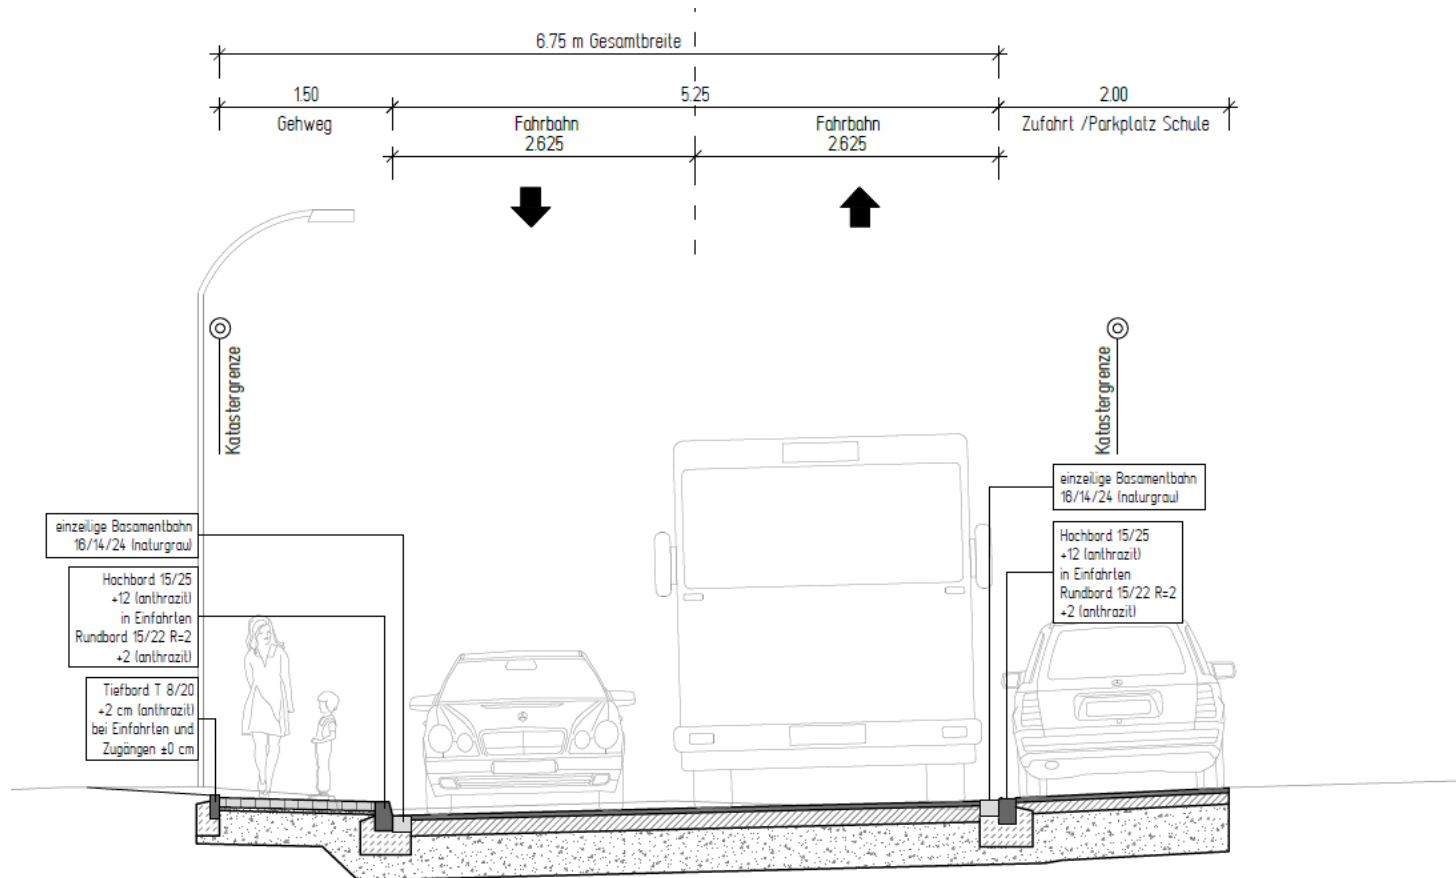 6.75 m Gesamtbreite
1.50
5.25
2.00
Gehweg
Fahrbahn
2.625
Fahrbahn
2.625
Zufahrt /Parkplatz Schule
Katastergrenze
Katastergrenze
einzeilige Basamentbahn
16/14/24 (naturgrau)
Hochbord 15/25
+12 (anthrazit)
in Einfahrten
Rundbord 15/22 R=2
+2 (anthrazit)
Tiefbord T 8/20
+2 cm (anthrazit)
bei Einfahrten und
Zugängen ±0 cm
einzeilige Basamentbahn
16/14/24 (naturgrau)
Hochbord 15/25
+12 (anthrazit)
in Einfahrten
Rundbord 15/22 R=2
+2 (anthrazit)